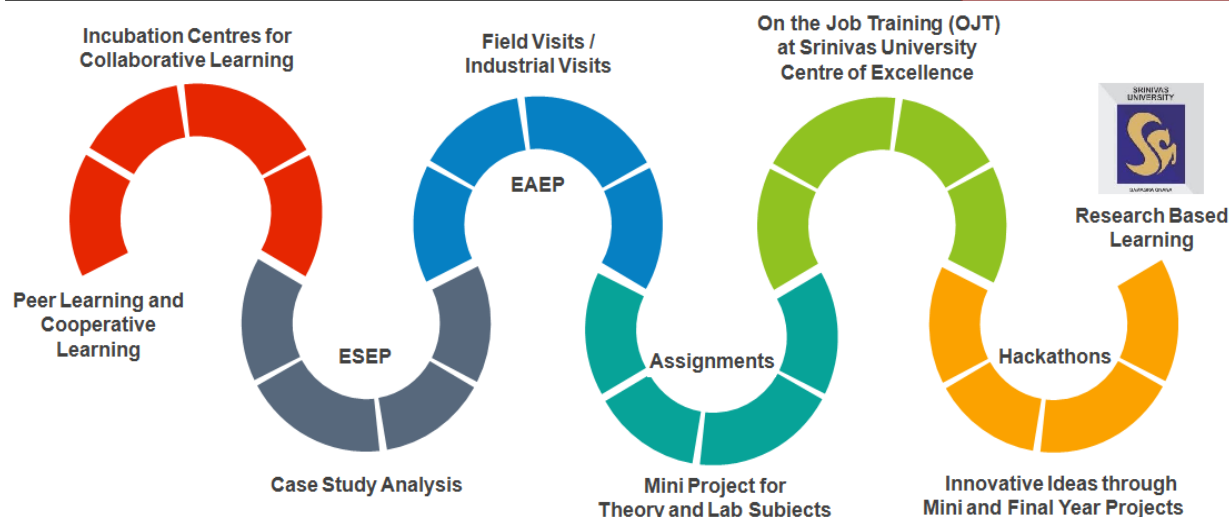 Incubation Centres for
Collaborative Learning
Field Visits /
Industrial Visits
On the Job Training (OJT)
at Srinivas University
Centre of Excellence
SRINIVAS
UNIVERSITY
EAEP
Research Based
Learning
Peer Learning and
Cooperative
Learning
ESEP
Assignments
Hackathons
Case Study Analysis
Mini Project for
Theory and Lab Subjects
Innovative Ideas through
Mini and Final Year Projects